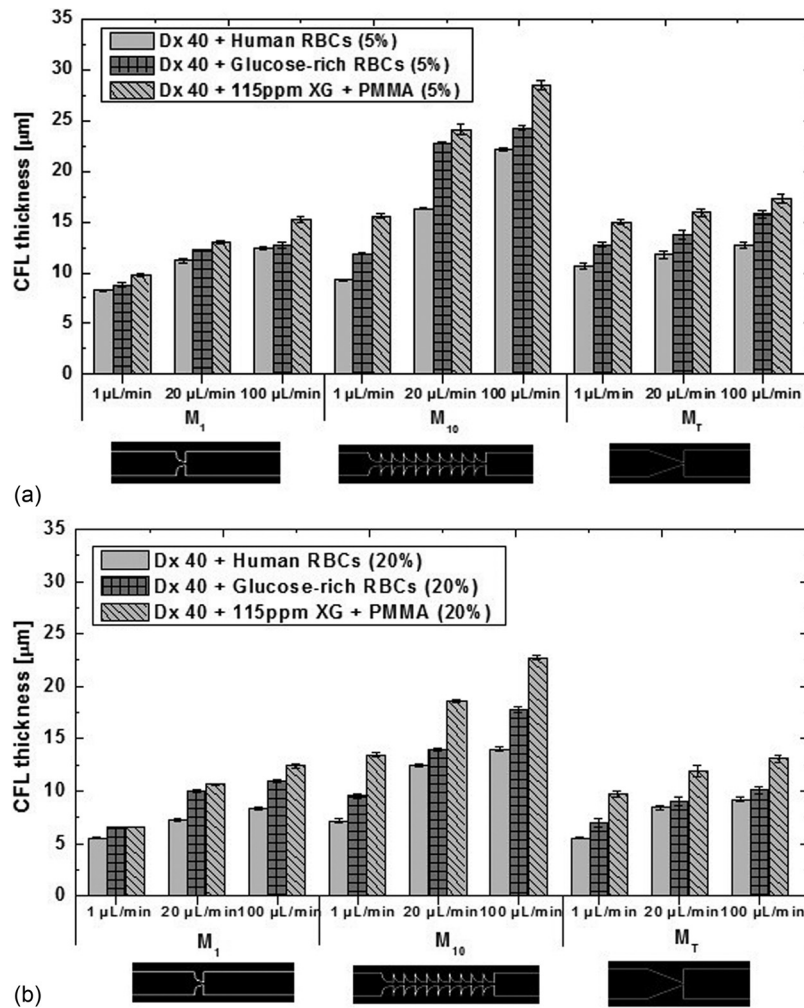 35
30
25
20
15
10
5
0
CFL thickness [μm]
Dx 40 + Human RBCs (5%)
Dx 40 + Glucose-rich RBCs (5%)
Dx 40 + 115ppm XG + PMMA (5%)
1 μL/min 20 μL/min 100 μL/min 1 μL/min 20 μL/min 100 μL/min 1 μL/min 20 μL/min 100 μL/min
M₁ M₁₀ M_T
(a)
35
30
25
20
15
10
5
0
CFL thickness [μm]
Dx 40 + Human RBCs (20%)
Dx 40 + Glucose-rich RBCs (20%)
Dx 40 + 115ppm XG + PMMA (20%)
1 μL/min 20 μL/min 100 μL/min 1 μL/min 20 μL/min 100 μL/min 1 μL/min 20 μL/min 100 μL/min
M₁ M₁₀ M_T
(b)